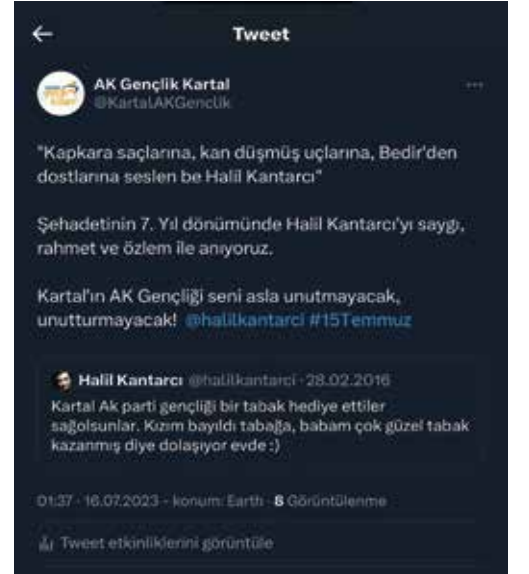 Tweet
AK Gençlik Kartal
@KartalAKGenclik
"Kapkara saçlarına, kan düşmüş uçlarına, Bedir'den
dostlarına seslen be Halil Kantarcı"
Şehadetinin 7. Yıl dönümünde Halil Kantarcı'yı saygı,
rahmet ve özlem ile anıyoruz.
Kartal'ın AK Gençliği seni asla unutmayacak,
unutturmayacak! @halilkantarci #15Temmuz
Halil Kantarcı @halilkantarci · 28.02.2016
Kartal Ak parti gençliği bir tabak hediye ettiler
sağolsunlar. Kızım bayıldı tabağa, babam çok güzel tabak
kazanmış diye dolaşıyor evde :)
01:37 · 16.07.2023 · konum: Earth · 8 Görüntülenme
Tweet etkinliklerini görüntüle